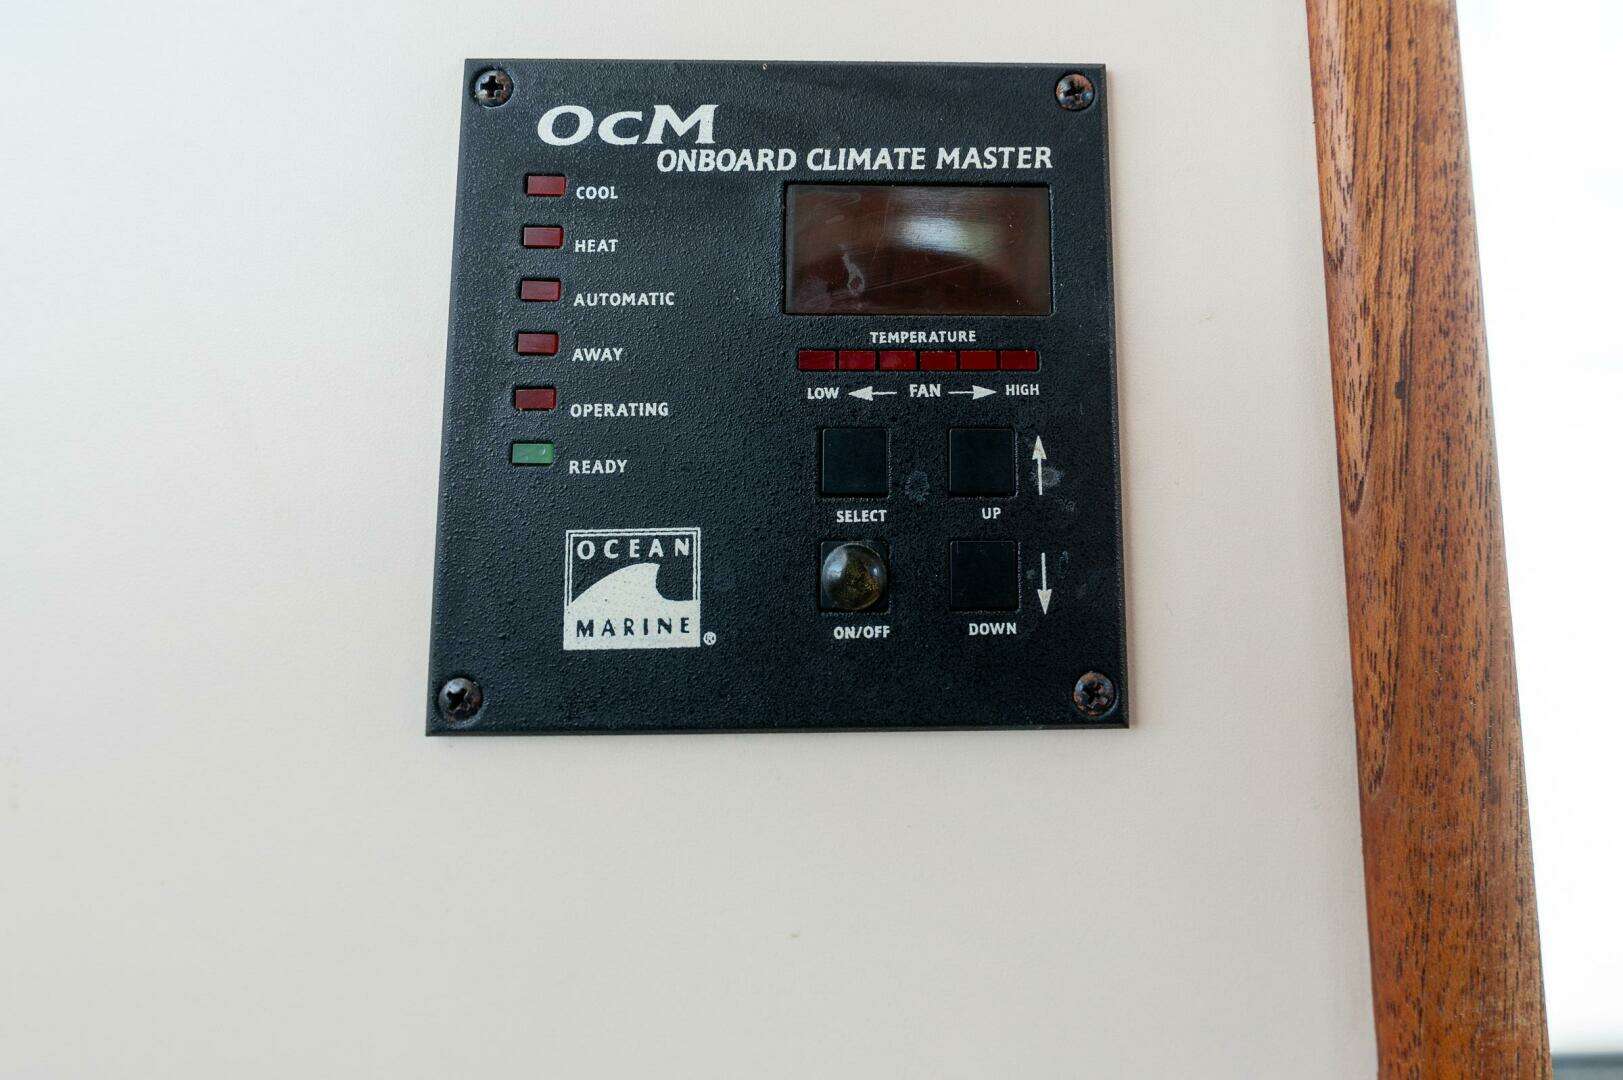 OCM
ONBOARD CLIMATE MASTER
COOL
HEAT
AUTOMATIC
AWAY
OPERATING
READY
TEMPERATURE
LOW FAN HIGH
SELECT UP
ON/OFF DOWN
OCEAN
MARINE ®